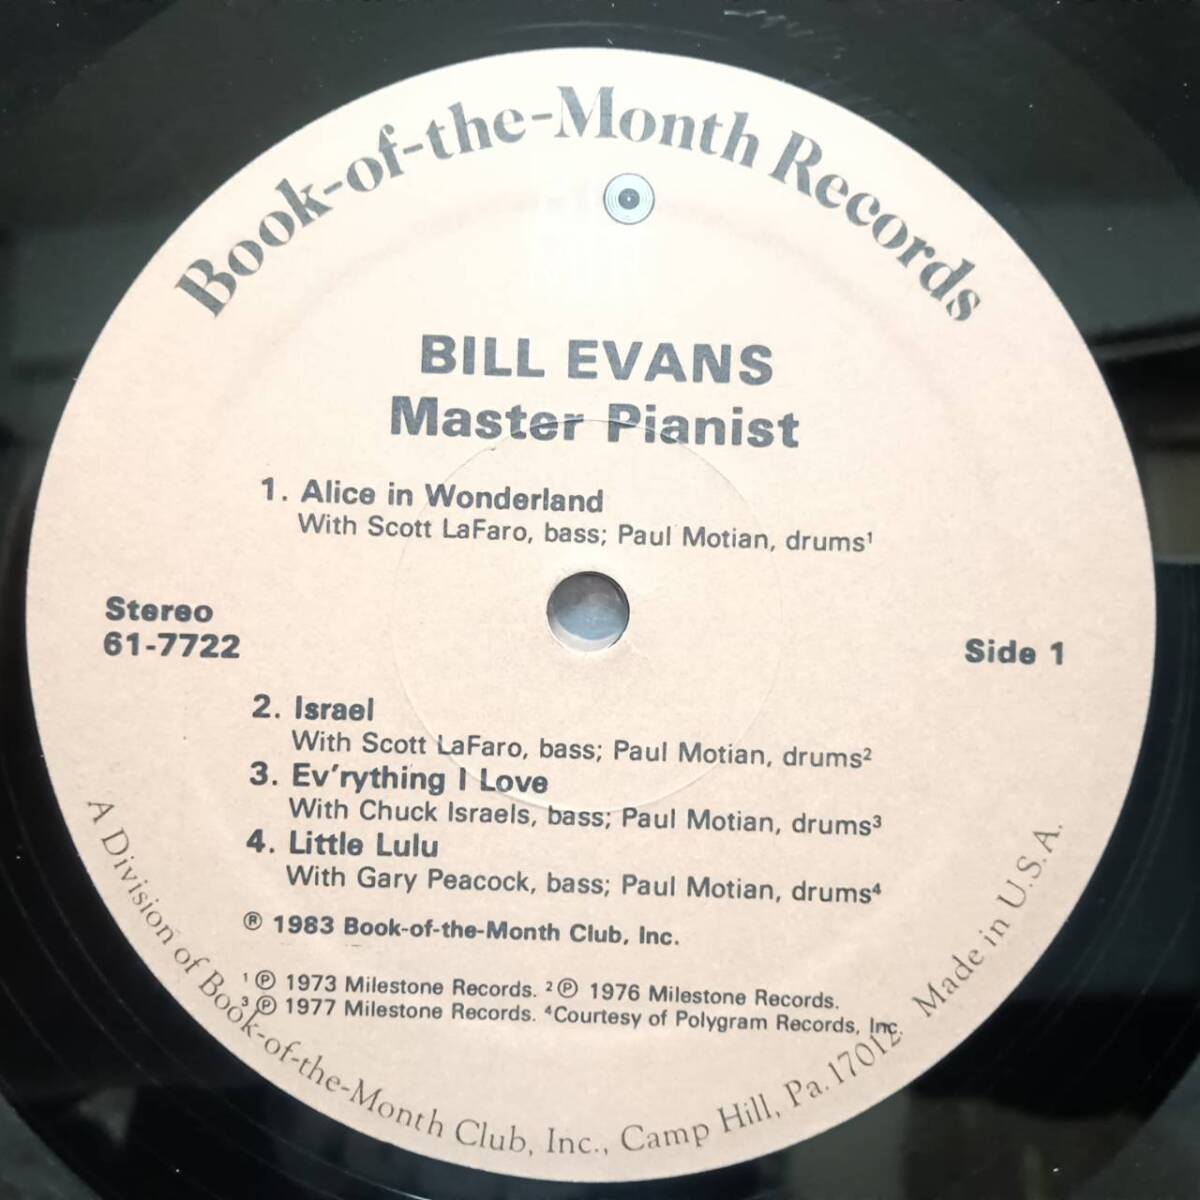 Book-of-the-Month Records
BILL EVANS
Master Pianist
1. Alice in Wonderland
With Scott LaFaro, bass; Paul Motian, drums¹
Stereo
61-7722
Side 1
2. Israel
With Scott LaFaro, bass; Paul Motian, drums²
3. Ev'rything I Love
With Chuck Israels, bass; Paul Motian, drums³
4. Little Lulu
With Gary Peacock, bass; Paul Motian, drums⁴
® 1983 Book-of-the-Month Club, Inc.
¹ ℗ 1973 Milestone Records. ² ℗ 1976 Milestone Records.
³ ℗ 1977 Milestone Records. ⁴Courtesy of Polygram Records, Inc.
A Division of Book-of-the-Month Club, Inc., Camp Hill, Pa. 17012. Made in U.S.A.